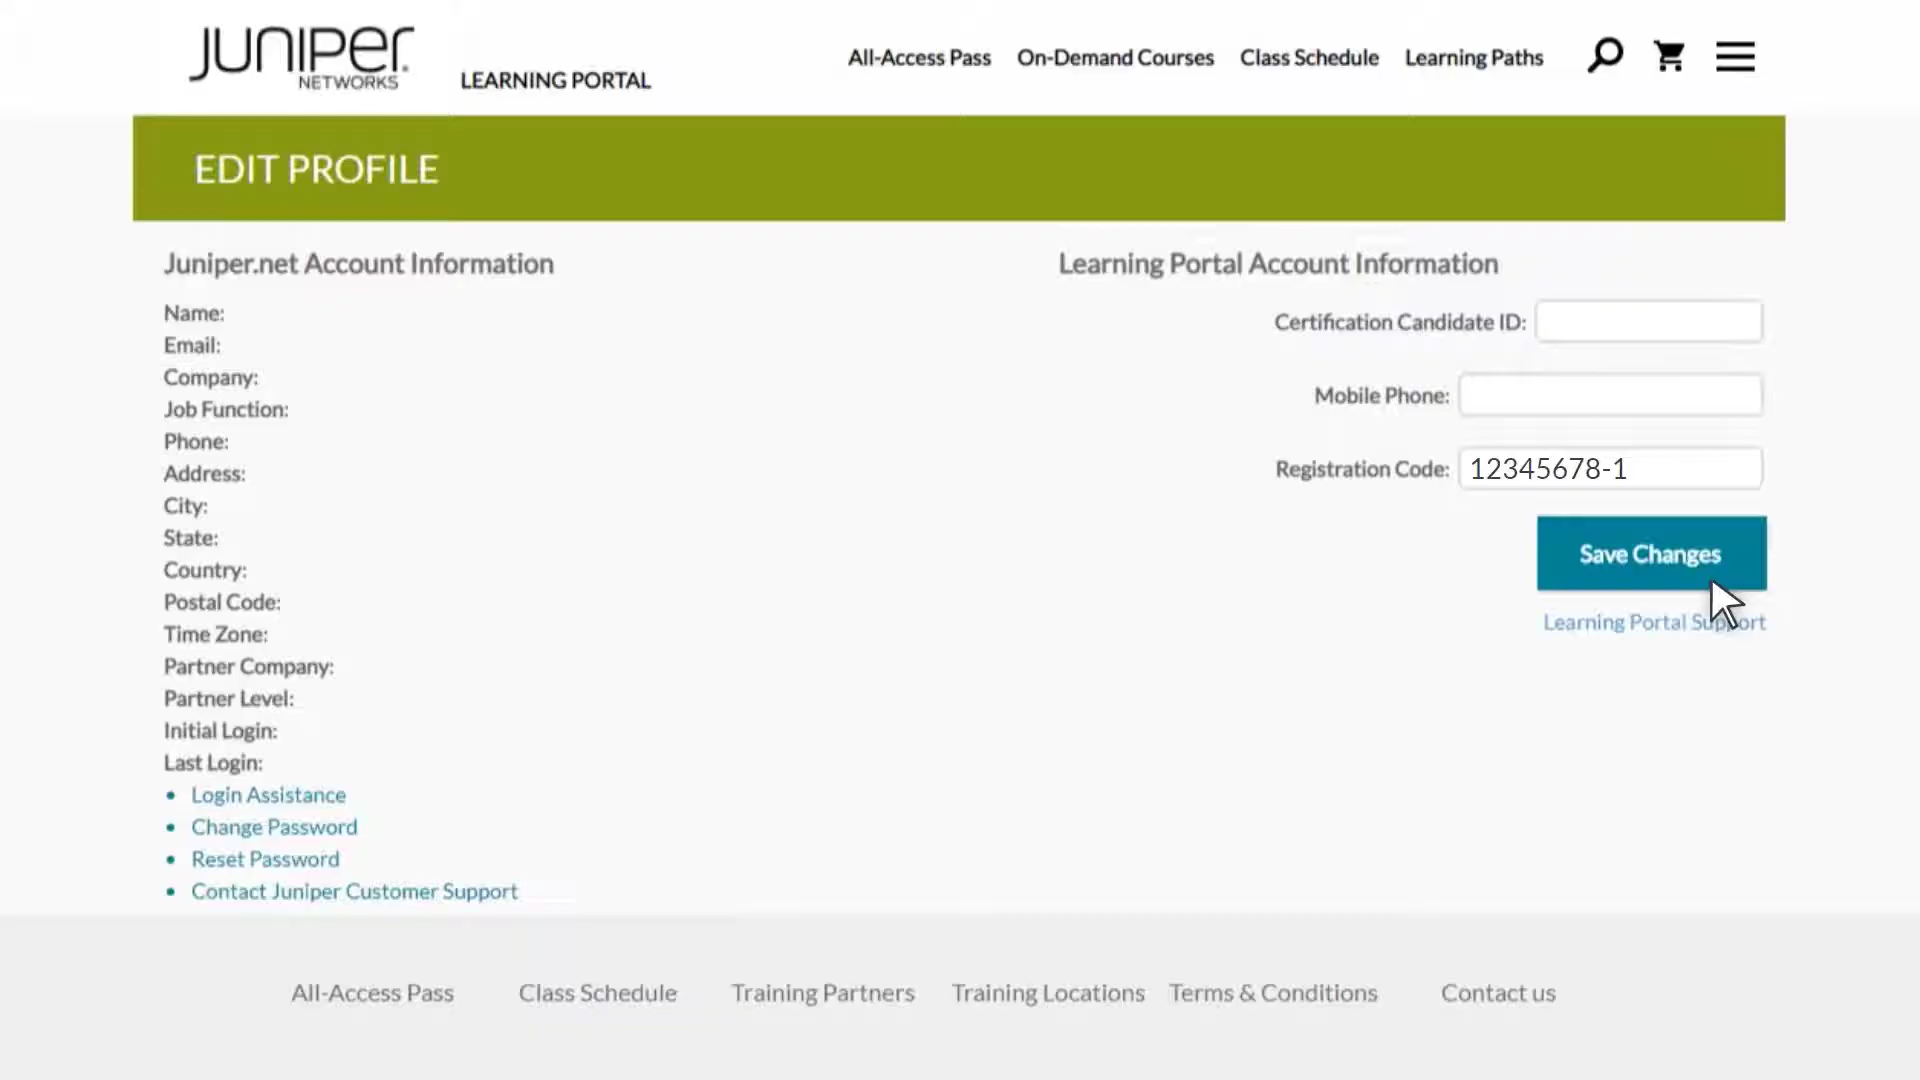 JUNIPER
NETWORKS
LEARNING PORTAL
All-Access Pass
On-Demand Courses
Class Schedule
Learning Paths
EDIT PROFILE
Juniper.net Account Information
Name:
Email:
Company:
Job Function:
Phone:
Address:
City:
State:
Country:
Postal Code:
Time Zone:
Partner Company:
Partner Level:
Initial Login:
Last Login:
• Login Assistance
• Change Password
• Reset Password
• Contact Juniper Customer Support
Learning Portal Account Information
Certification Candidate ID:
Mobile Phone:
Registration Code: 12345678-1
Save Changes
Learning Portal Support
All-Access Pass
Class Schedule
Training Partners
Training Locations
Terms & Conditions
Contact us